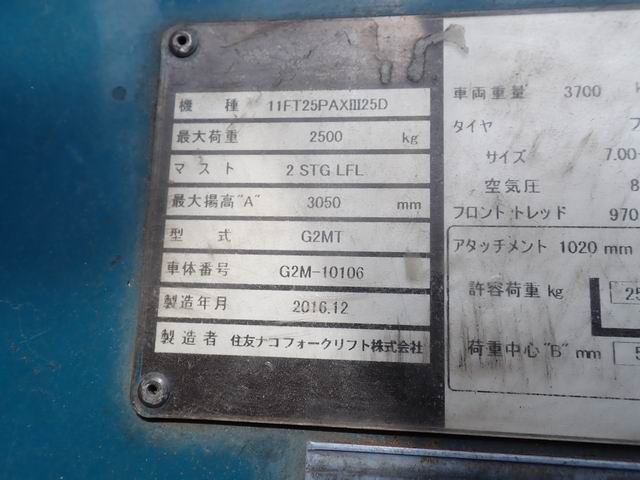 機 種 11FT25PAXⅢ25D
最大荷重 2500 kg
マスト 2 STG LFL
最大揚高"A" 3050 mm
型 式 G2MT
車体番号 G2M-10106
製造年月 2016.12
製造者 住友ナコフォークリフト株式会社
車両重量 3700
タイヤ
サイズ 7.00-
空気圧 8
フロントトレッド 970
アタッチメント 1020 mm
許容荷重 kg 25
荷重中心"B" mm 5